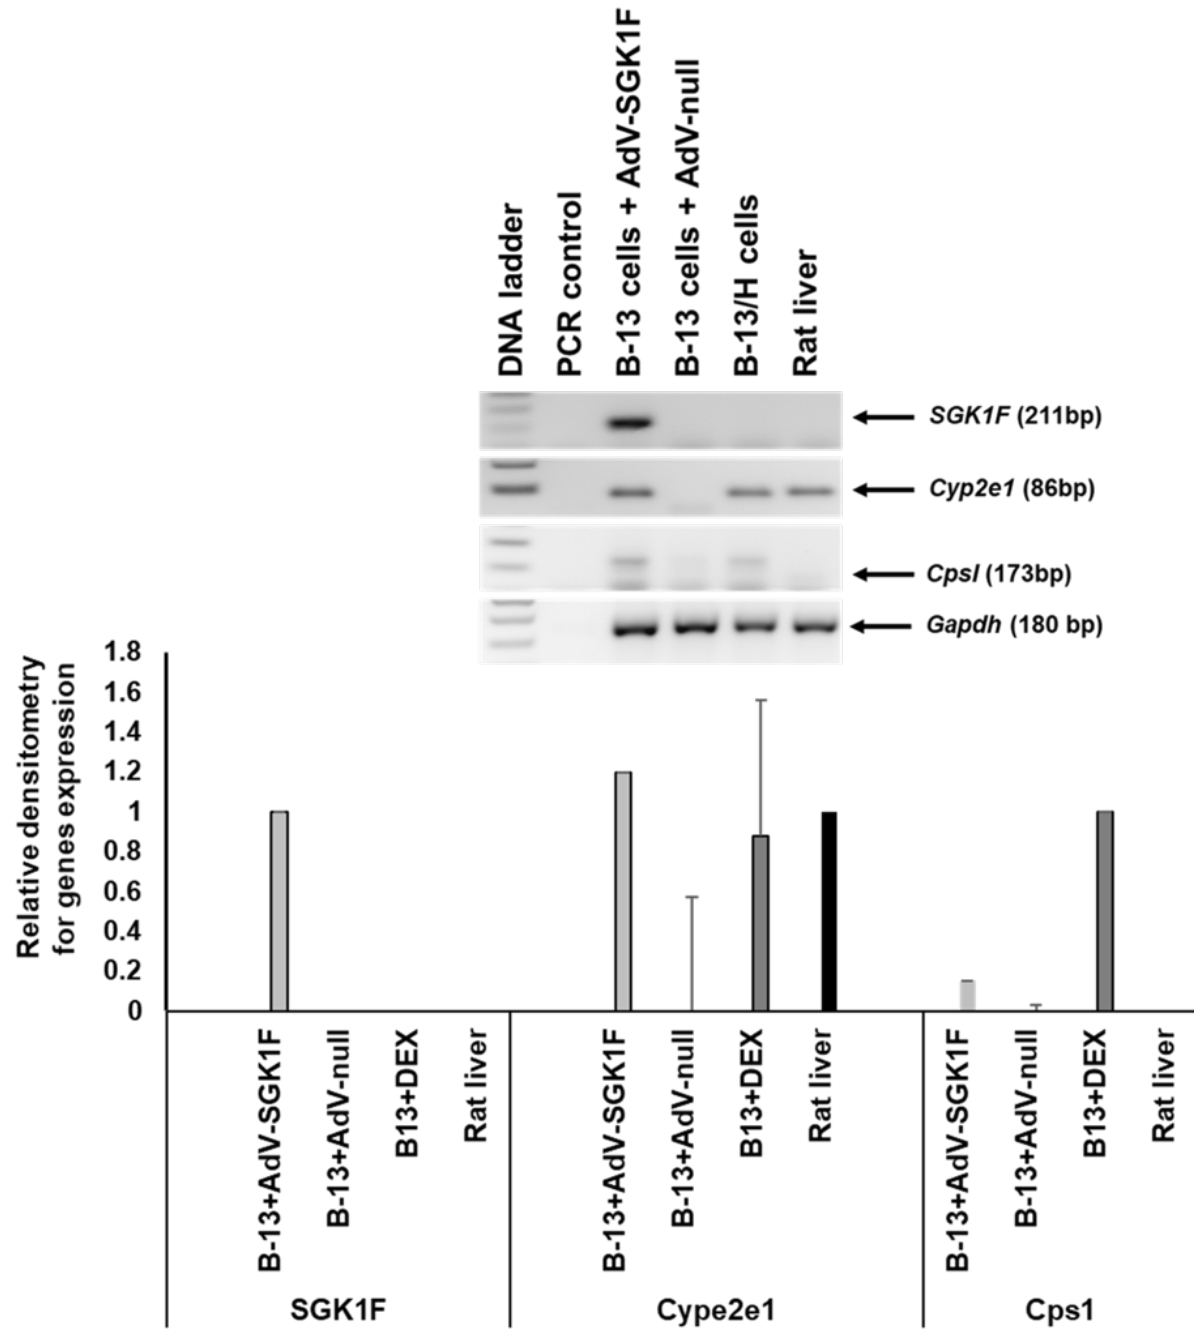 DNA ladder
PCR control
B-13 cells + AdV-SGK1F
B-13 cells + AdV-null
B-13/H cells
Rat liver
SGK1F (211bp)
Cyp2e1 (86bp)
CpsI (173bp)
Gapdh (180 bp)
Relative densitometry
for genes expression
1.8
1.6
1.4
1.2
1
0.8
0.6
0.4
0.2
0
B-13+AdV-SGK1F
B-13+AdV-null
B13+DEX
Rat liver
B-13+AdV-SGK1F
B-13+AdV-null
B13+DEX
Rat liver
B-13+AdV-SGK1F
B-13+AdV-null
B13+DEX
Rat liver
SGK1F
Cype2e1
Cps1